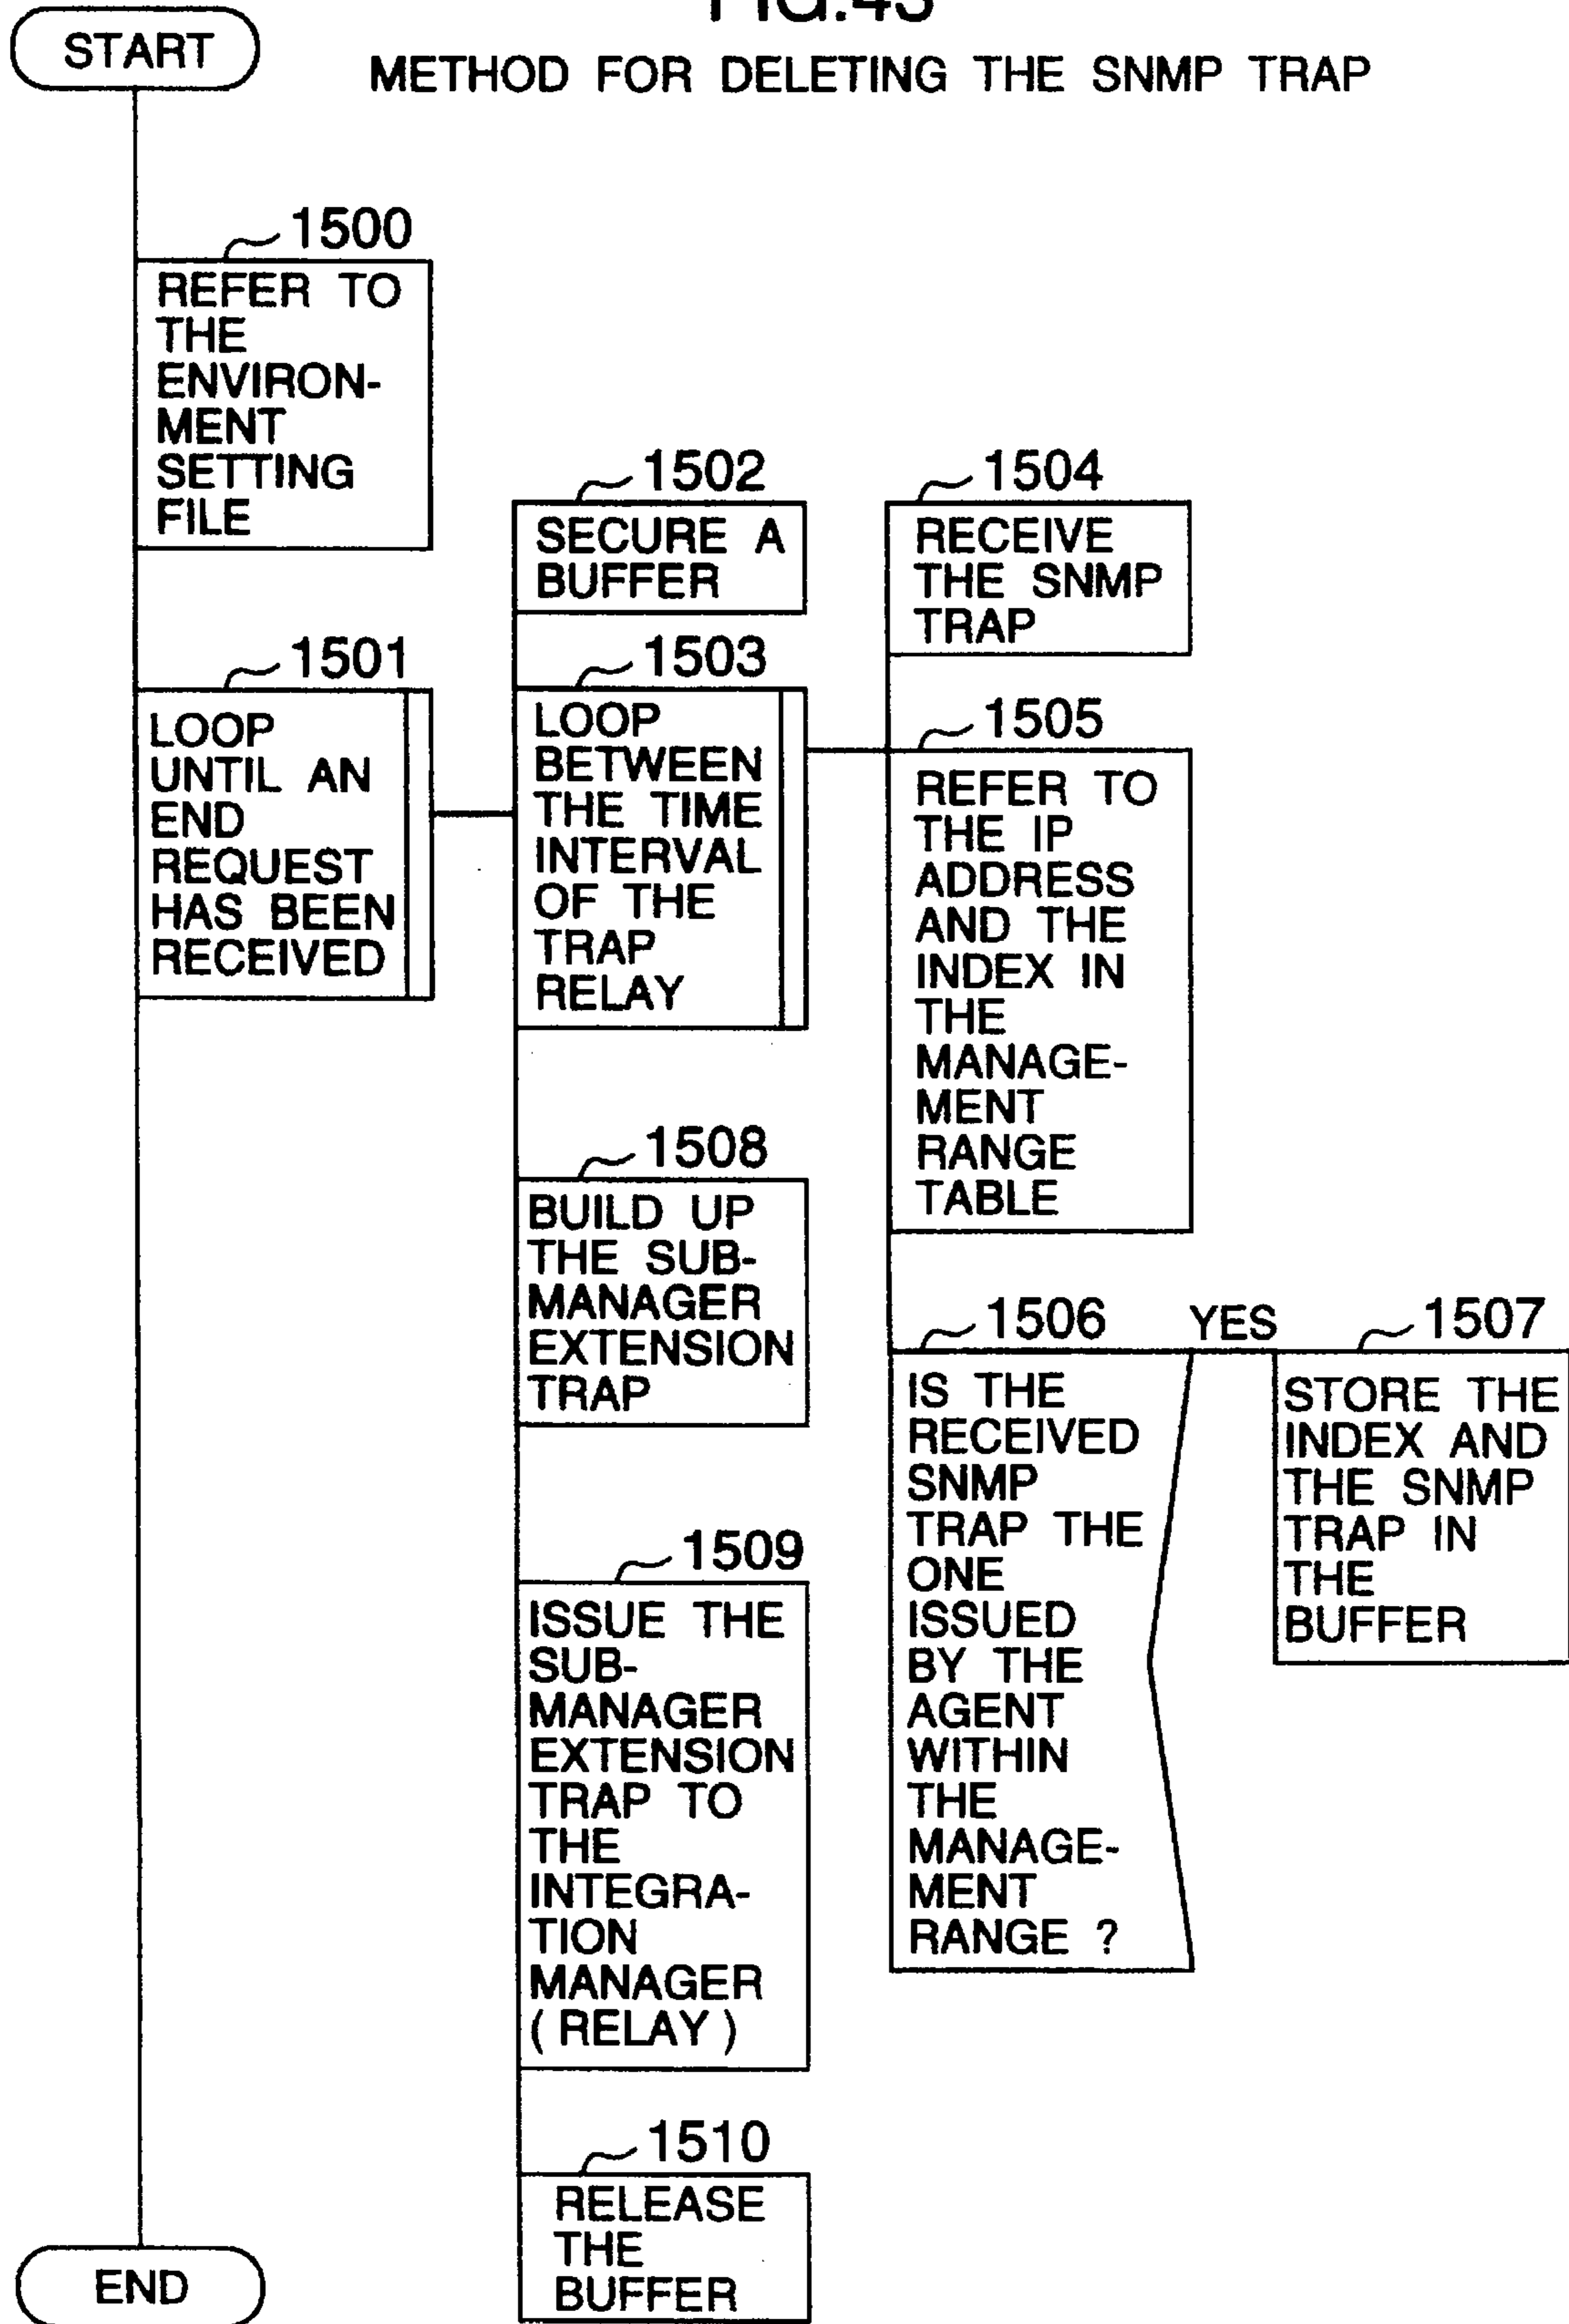 FIG.43
START
METHOD FOR DELETING THE SNMP TRAP
1500
REFER TO
THE
ENVIRON-
MENT
SETTING
FILE
1501
LOOP
UNTIL AN
END
REQUEST
HAS BEEN
RECEIVED
1502
SECURE A
BUFFER
1503
LOOP
BETWEEN
THE TIME
INTERVAL
OF THE
TRAP
RELAY
1504
RECEIVE
THE SNMP
TRAP
1505
REFER TO
THE IP
ADDRESS
AND THE
INDEX IN
THE
MANAGE-
MENT
RANGE
TABLE
1506
YES
IS THE
RECEIVED
SNMP
TRAP THE
ONE
ISSUED
BY THE
AGENT
WITHIN
THE
MANAGE-
MENT
RANGE ?
1507
STORE THE
INDEX AND
THE SNMP
TRAP IN
THE
BUFFER
1508
BUILD UP
THE SUB-
MANAGER
EXTENSION
TRAP
1509
ISSUE THE
SUB-
MANAGER
EXTENSION
TRAP TO
THE
INTEGRA-
TION
MANAGER
( RELAY )
1510
RELEASE
THE
BUFFER
END